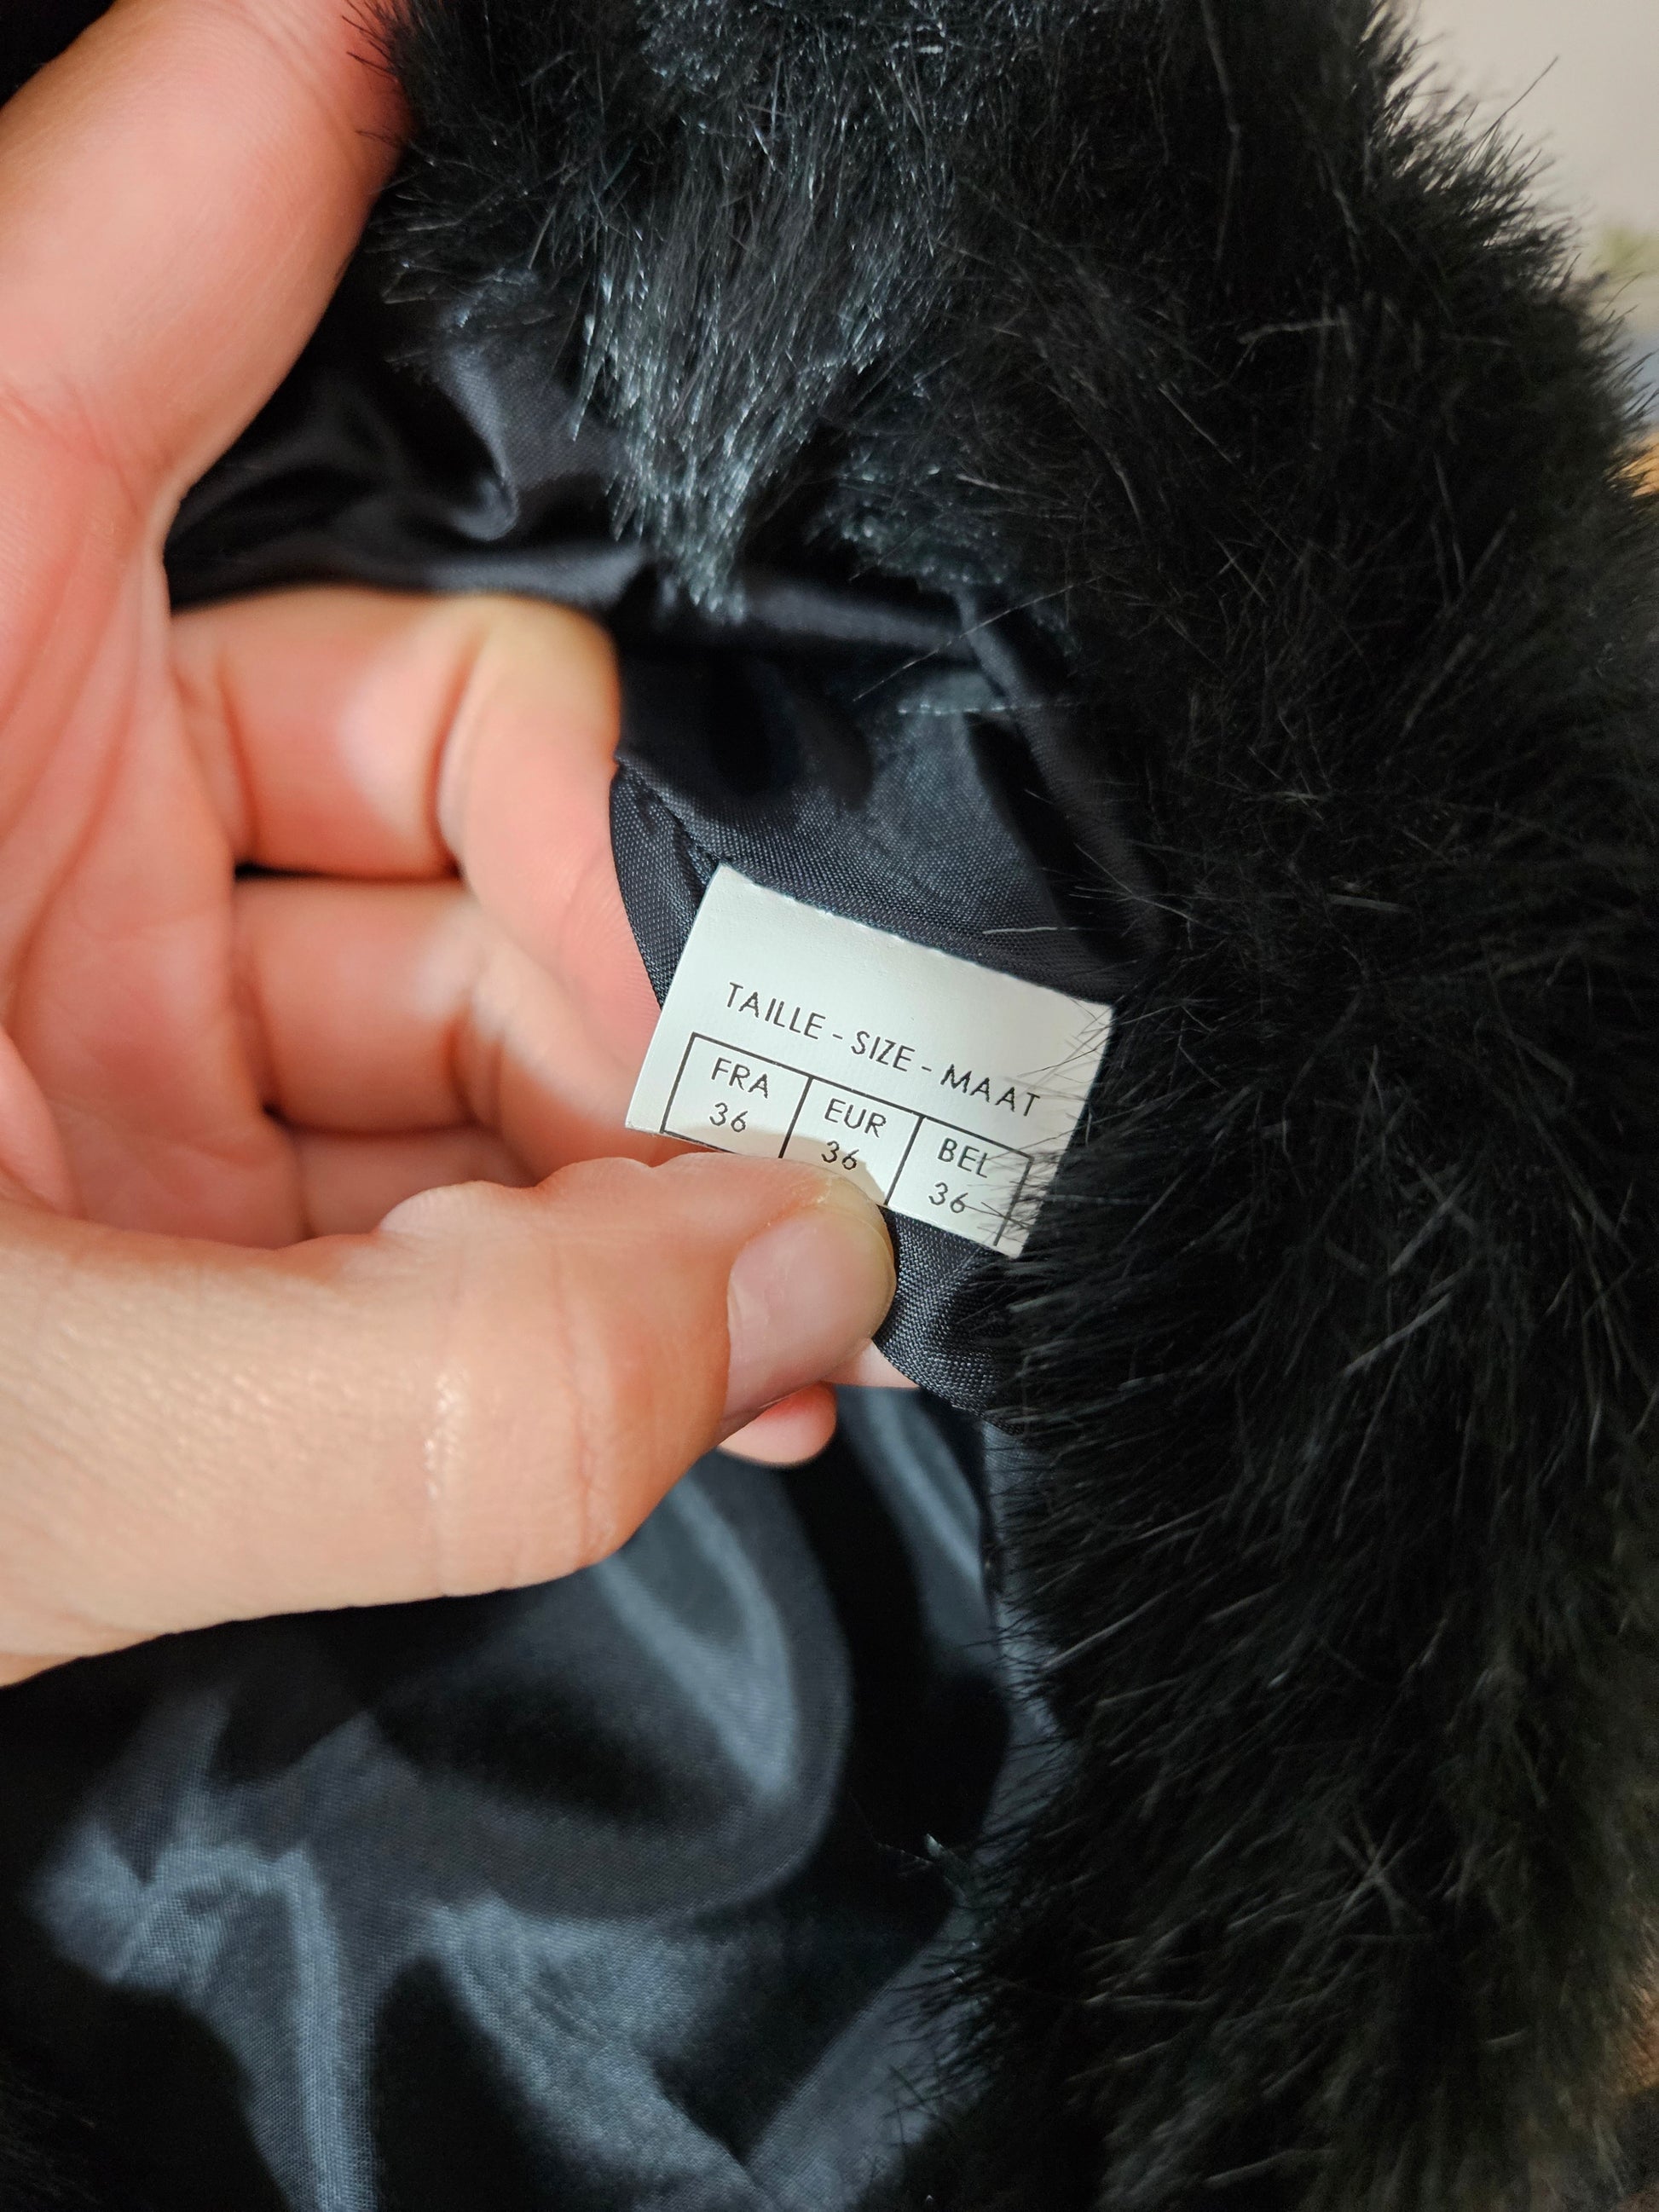 TAILLE - SIZE - MAAT
FRA EUR BEL
36 36 36